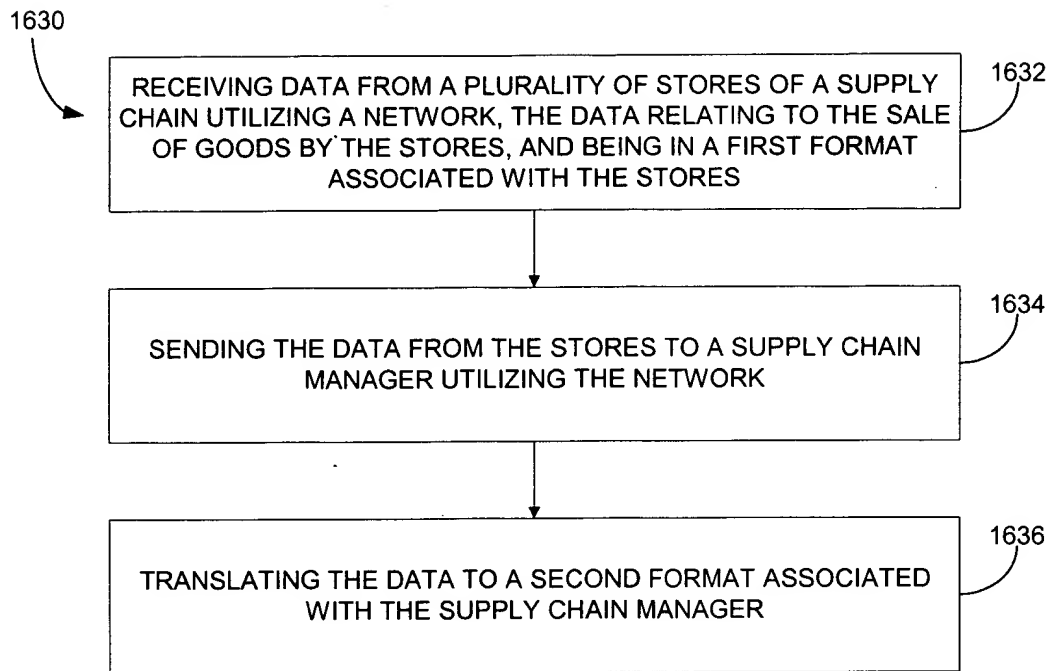 1630
1632
RECEIVING DATA FROM A PLURALITY OF STORES OF A SUPPLY
CHAIN UTILIZING A NETWORK, THE DATA RELATING TO THE SALE
OF GOODS BY THE STORES, AND BEING IN A FIRST FORMAT
ASSOCIATED WITH THE STORES
1634
SENDING THE DATA FROM THE STORES TO A SUPPLY CHAIN
MANAGER UTILIZING THE NETWORK
1636
TRANSLATING THE DATA TO A SECOND FORMAT ASSOCIATED
WITH THE SUPPLY CHAIN MANAGER